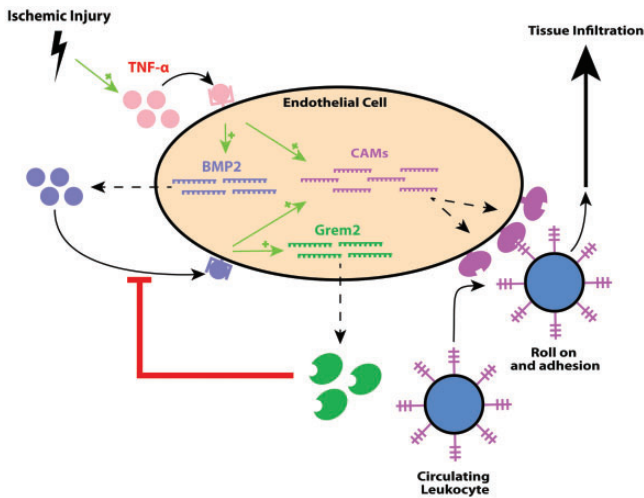 Ischemic Injury
Tissue Infiltration
TNF-α
Endothelial Cell
BMP2
CAMs
Grem2
Roll on
and adhesion
Circulating
Leukocyte